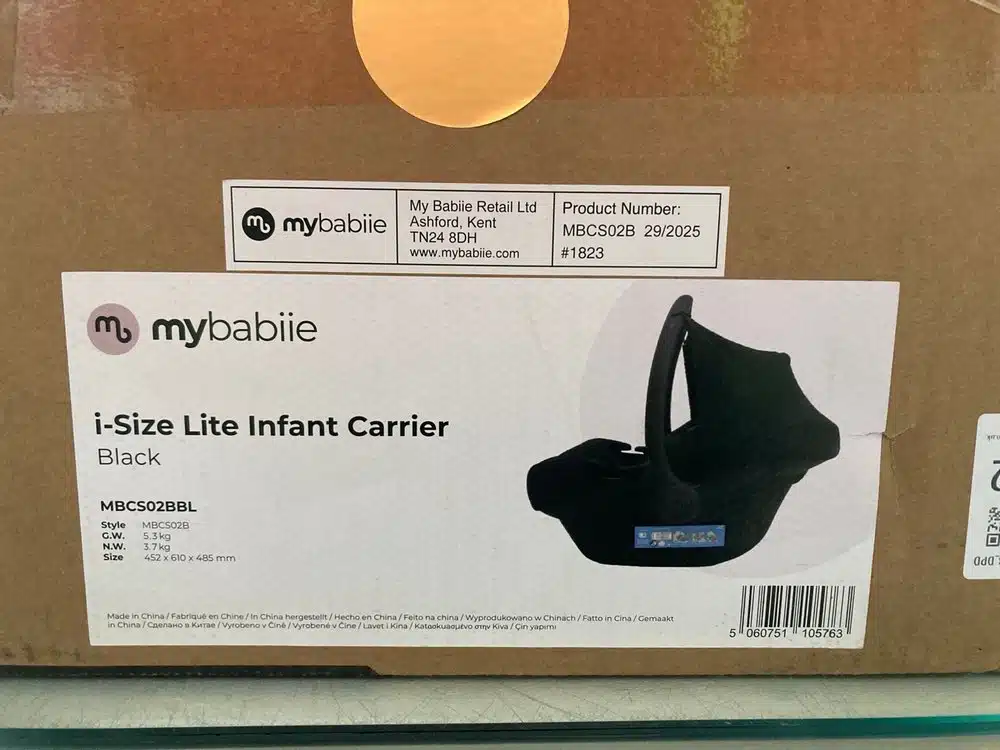 mybabiie
My Babiie Retail Ltd
Ashford, Kent
TN24 8DH
www.mybabiie.com
Product Number:
MBCS02B 29/2025
#1823
mybabiie
i-Size Lite Infant Carrier
Black
MBCS02BBL
Style MBCS02B
G.W. 5.3kg
N.W. 3.7kg
Size 452 x 610 x 485 mm
Made in China / Fabriqué en Chine / In China hergestellt / Hecho en China / Feito na china / Wyprodukowano w Chinach / Fatto in Cina / Gemaakt
in China / Сделано в Китае / Vyrobeno v Číně / Vyrobené v Číne / Lavet i Kina / Κατασκευασμένο στην Κίνα / Çin yapımı
5 060751 105763
DPD